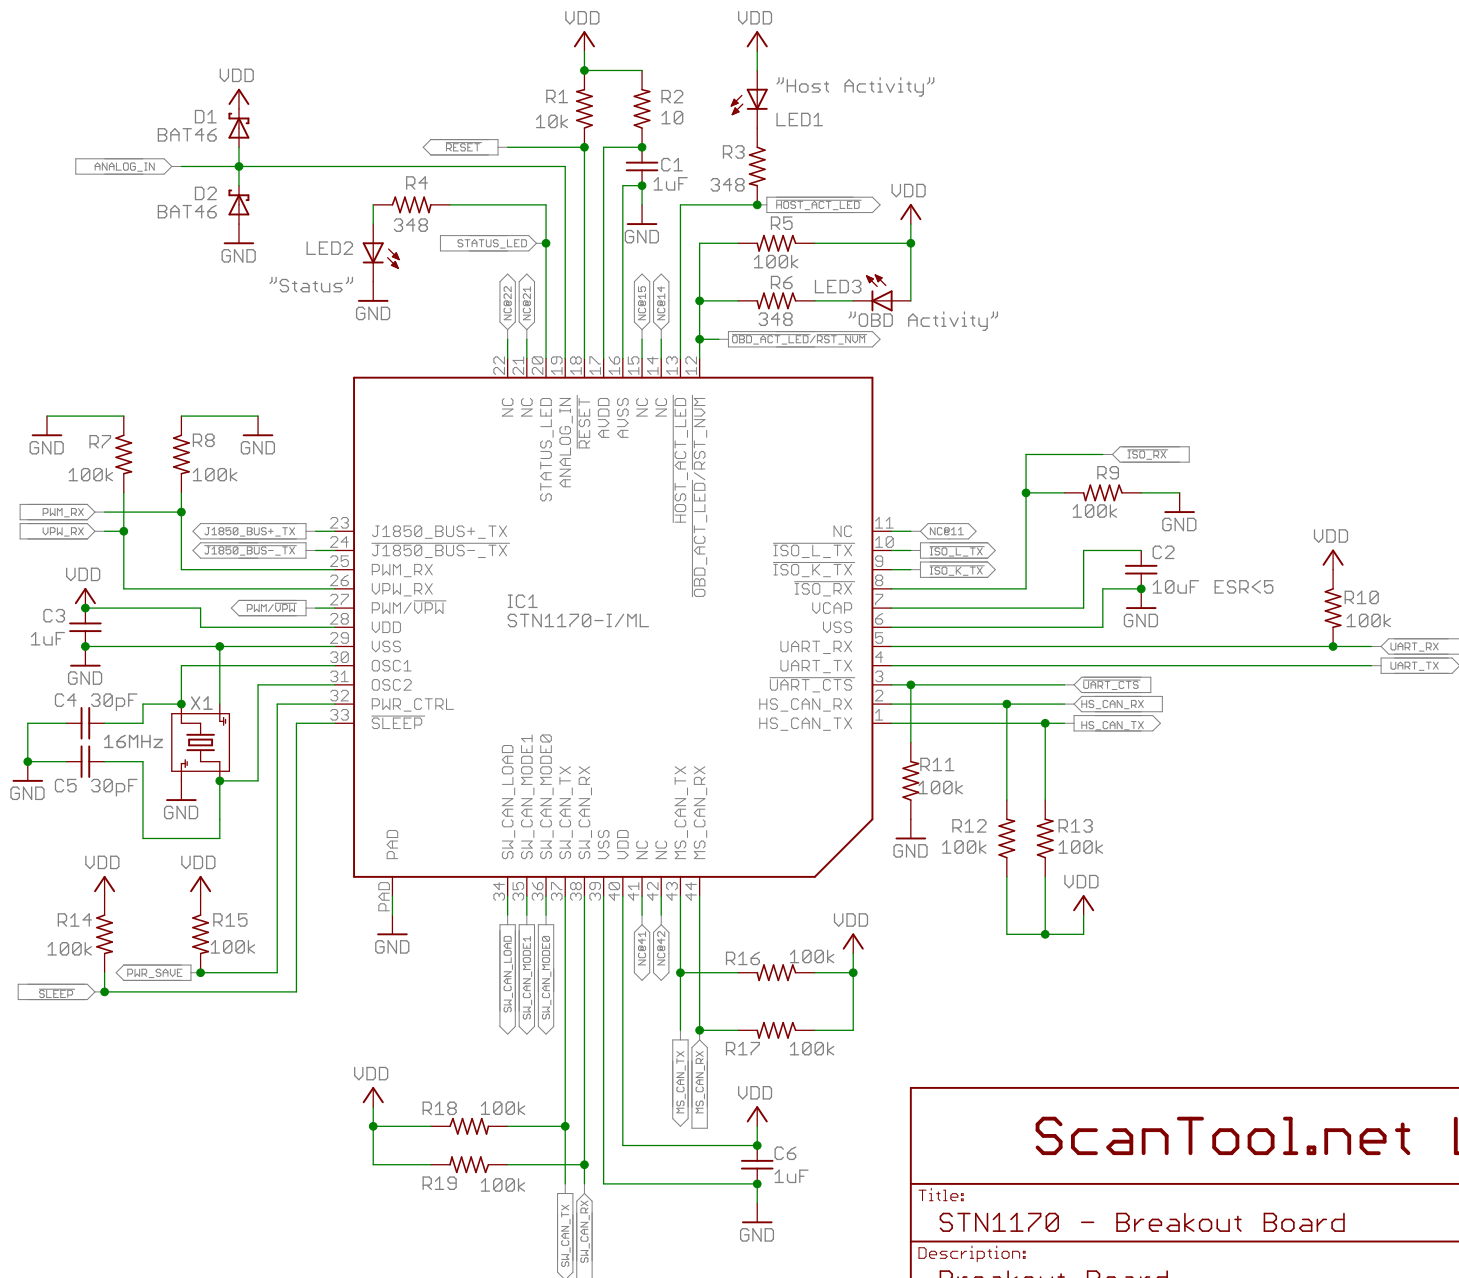 VDD
VDD
"Host Activity"
LED1
R1
10k
R2
10
VDD
D1
BAT46
RESET
ANALOG_IN
C1
1uF
R3
348
D2
BAT46
GND
R4
348
HOST_ACT_LED
VDD
GND
STATUS_LED
R5
100k
LED2
"Status"
GND
R6
348
LED3
"OBD Activity"
NC@22
NC@21
NC@15
NC@14
OBD_ACT_LED/RST_NVM
22
21
20
19
18
17
16
15
14
13
12
NC
NC
STATUS_LED
ANALOG_IN
RESET
AVDD
AVSS
NC
NC
HOST_ACT_LED
OBD_ACT_LED/RST_NVM
GND
R7
100k
R8
100k
GND
PWM_RX
VPW_RX
J1850_BUS+_TX
J1850_BUS-_TX
PWM/VPW
23 J1850_BUS+_TX
24 J1850_BUS-_TX
25 PWM_RX
26 VPW_RX
27 PWM/VPW
28 VDD
29 VSS
30 OSC1
31 OSC2
32 PWR_CTRL
33 SLEEP
IC1
STN1170-I/ML
NC 11
ISO_L_TX 10
ISO_K_TX 9
ISO_RX 8
VCAP 7
VSS 6
UART_RX 5
UART_TX 4
UART_CTS 3
HS_CAN_RX 2
HS_CAN_TX 1
ISO_RX
R9
100k
GND
NC@11
ISO_L_TX
ISO_K_TX
C2
10uF ESR<5
GND
VDD
R10
100k
UART_RX
UART_TX
UART_CTS
HS_CAN_RX
HS_CAN_TX
VDD
C3
1uF
GND
C4 30pF
X1
16MHz
C5 30pF
GND
GND
R11
100k
GND
R12
100k
R13
100k
VDD
PAD
SW_CAN_LOAD
SW_CAN_MODE1
SW_CAN_MODE0
SW_CAN_TX
SW_CAN_RX
VSS
VDD
NC
NC
MS_CAN_TX
MS_CAN_RX
PAD
34
35
36
37
38
39
40
41
42
43
44
GND
VDD
VDD
R14
100k
R15
100k
PWR_SAVE
SLEEP
SW_CAN_LOAD
SW_CAN_MODE1
SW_CAN_MODE0
NC@41
NC@42
VDD
R16
100k
R17
100k
MS_CAN_TX
MS_CAN_RX
VDD
R18
100k
R19
100k
SW_CAN_TX
SW_CAN_RX
VDD
C6
1uF
GND
ScanTool.net L
Title:
STN1170 - Breakout Board
Description:
Breakout Board